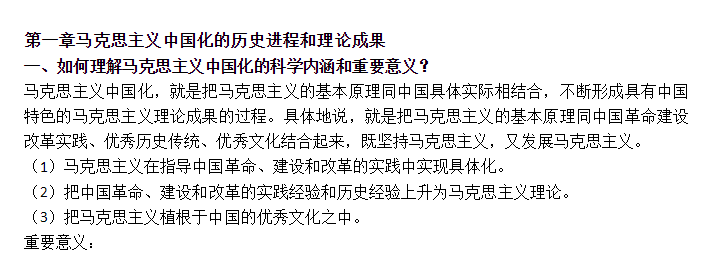 第一章马克思主义中国化的历史进程和理论成果
一、如何理解马克思主义中国化的科学内涵和重要意义？
马克思主义中国化，就是把马克思主义的基本原理同中国具体实际相结合，不断形成具有中国
特色的马克思主义理论成果的过程。具体地说，就是把马克思主义的基本原理同中国革命建设
改革实践、优秀历史传统、优秀文化结合起来，既坚持马克思主义，又发展马克思主义。
（1）马克思主义在指导中国革命、建设和改革的实践中实现具体化。
（2）把中国革命、建设和改革的实践经验和历史经验上升为马克思主义理论。
（3）把马克思主义植根于中国的优秀文化之中。
重要意义：